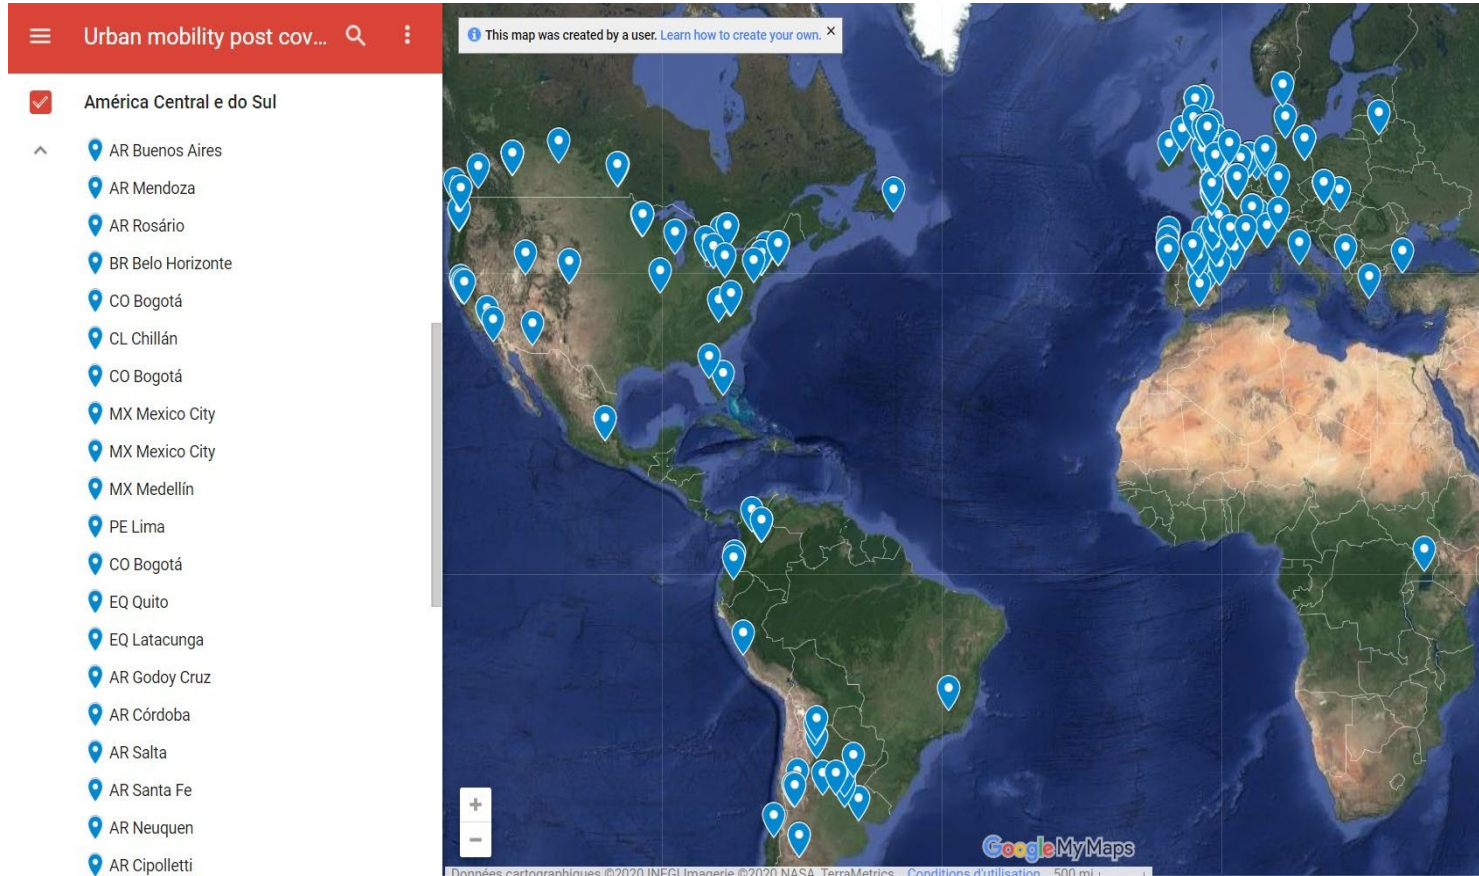 Urban mobility post cov...
América Central e do Sul
AR Buenos Aires
AR Mendoza
AR Rosário
BR Belo Horizonte
CO Bogotá
CL Chillán
CO Bogotá
MX Mexico City
MX Mexico City
MX Medellín
PE Lima
CO Bogotá
EQ Quito
EQ Latacunga
AR Godoy Cruz
AR Córdoba
AR Salta
AR Santa Fe
AR Neuquen
AR Cipolletti
This map was created by a user. Learn how to create your own. ×
+
−
Google My Maps
Données cartographiques ©2020 INEGI Imagerie ©2020 NASA, TerraMetrics Conditions d'utilisation 500 mi